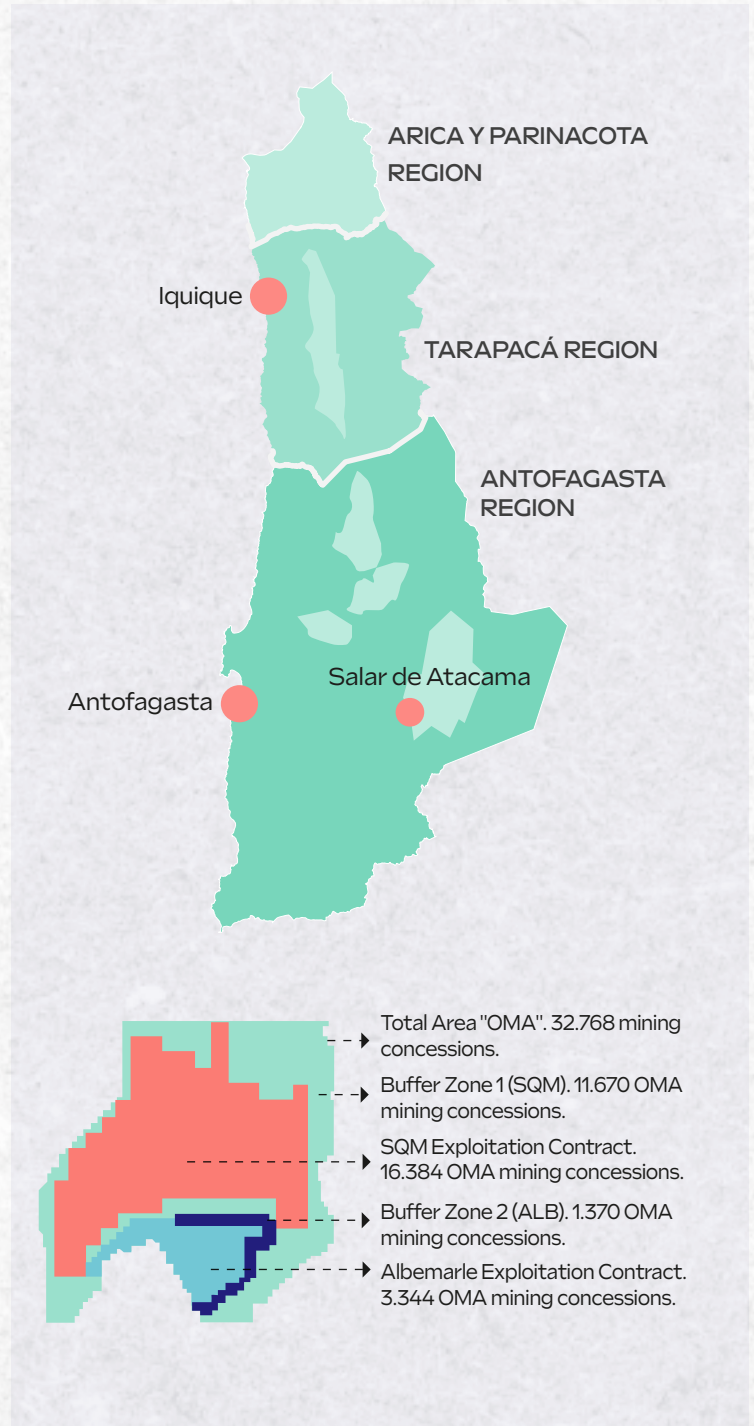 ARICA Y PARINACOTA
REGION
Iquique
TARAPACÁ REGION
ANTOFAGASTA
REGION
Salar de Atacama
Antofagasta
Total Area "OMA". 32.768 mining
concessions.
Buffer Zone 1 (SQM). 11.670 OMA
mining concessions.
SQM Exploitation Contract.
16.384 OMA mining concessions.
Buffer Zone 2 (ALB). 1.370 OMA
mining concessions.
Albemarle Exploitation Contract.
3.344 OMA mining concessions.